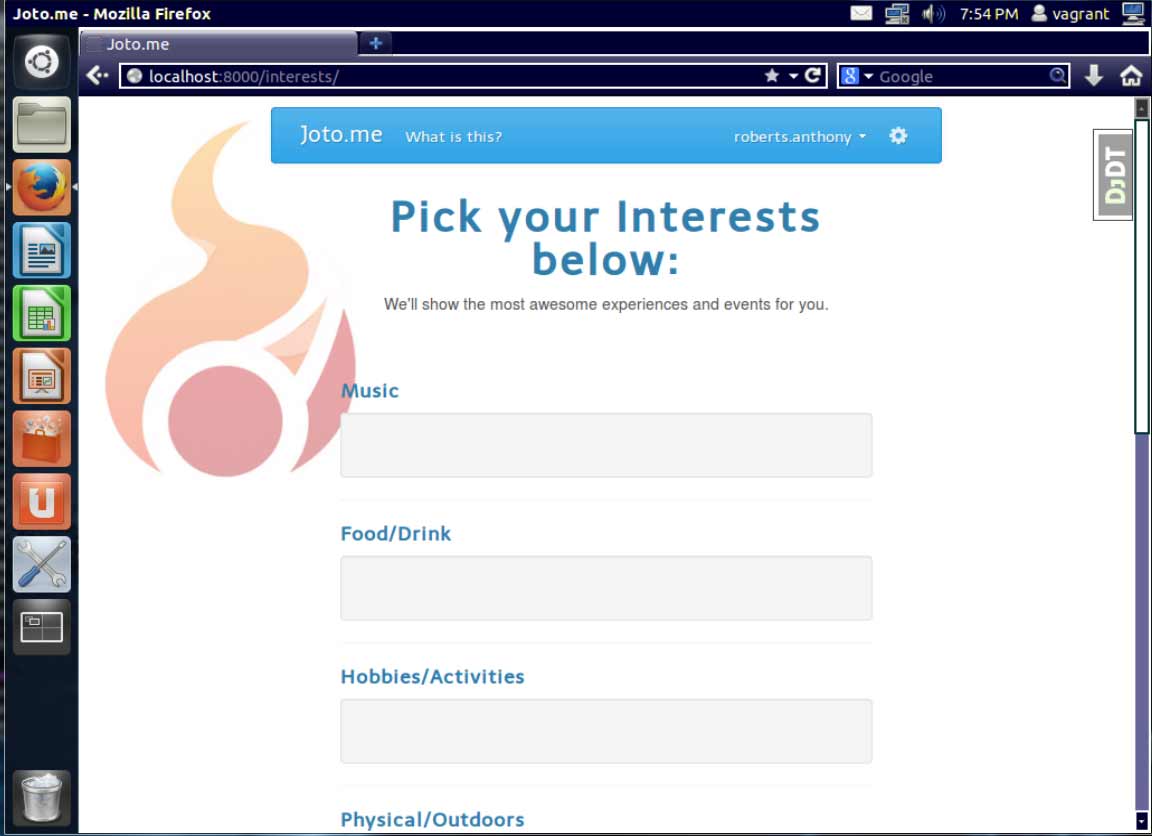 Joto.me - Mozilla Firefox
7:54 PM vagrant
Joto.me
localhost:8000/interests/
8 Google
Joto.me What is this? roberts.anthony
DjDT
Pick your Interests
below:
We'll show the most awesome experiences and events for you.
Music
Food/Drink
Hobbies/Activities
Physical/Outdoors